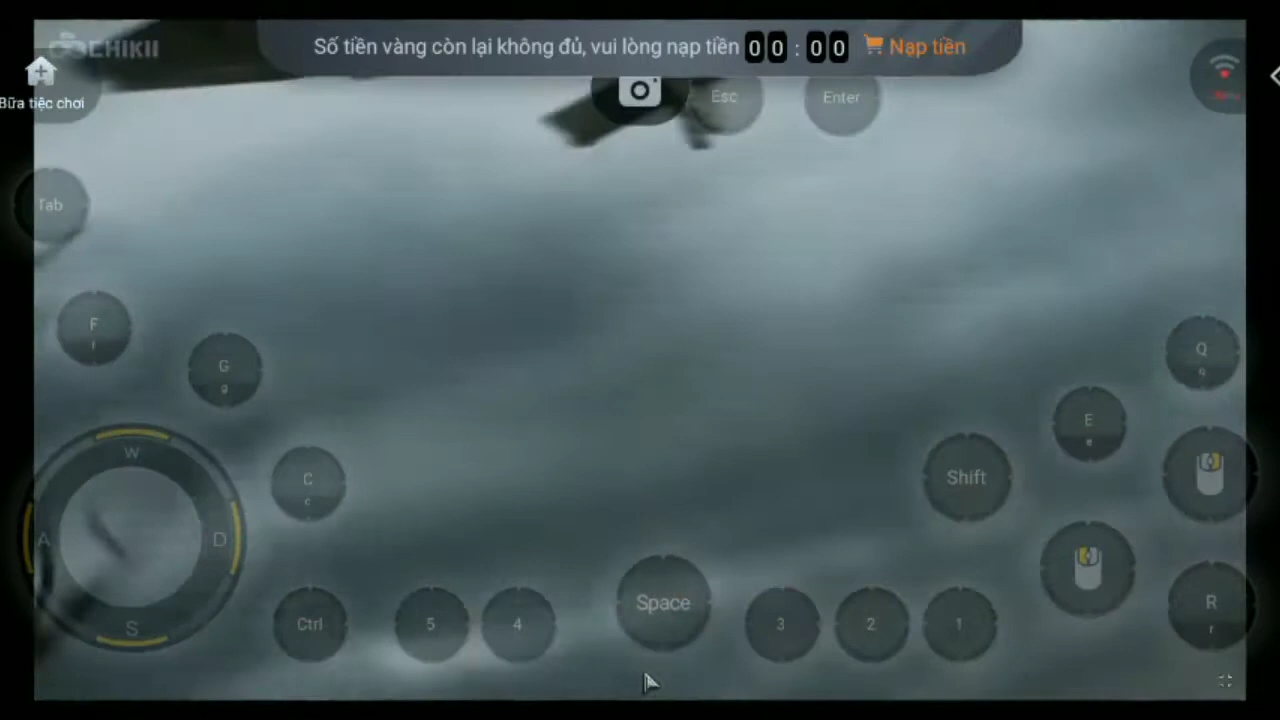 CHIKII
Số tiền vàng còn lại không đủ, vui lòng nạp tiền 00 : 00 Nạp tiền
Bữa tiệc chơi
Esc
Enter
Tab
F
f
G
g
Q
q
E
e
W
C
c
Shift
A
D
S
Ctrl
5
4
Space
3
2
1
R
r